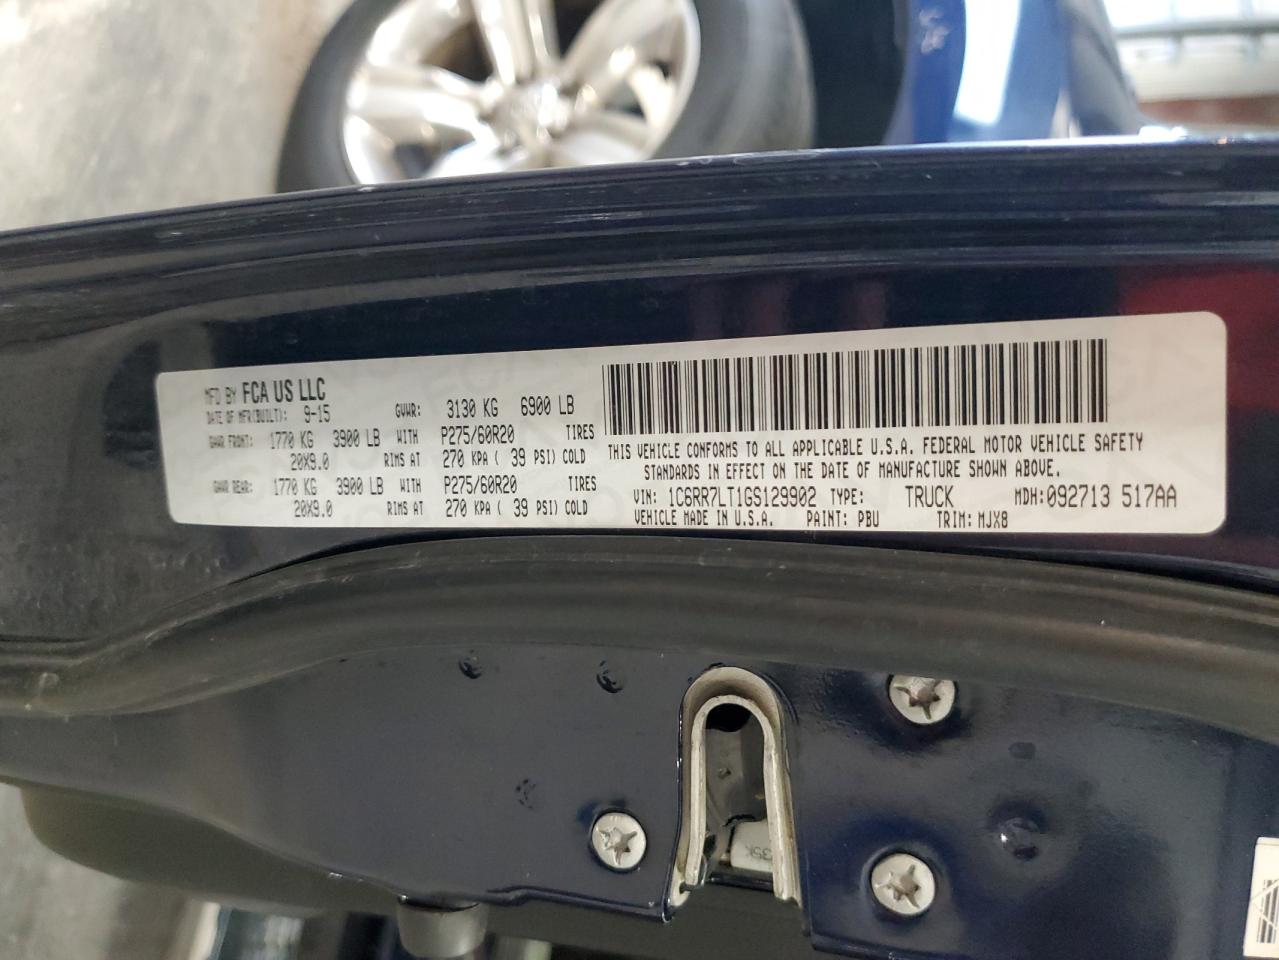 MFD BY FCA US LLC
DATE OF MFR(BUILT): 9-15 GVWR: 3130 KG 6900 LB
GAWR FRONT: 1770 KG 3900 LB WITH P275/60R20 TIRES
20X9.0 RIMS AT 270 KPA ( 39 PSI) COLD
GAWR REAR: 1770 KG 3900 LB WITH P275/60R20 TIRES
20X9.0 RIMS AT 270 KPA ( 39 PSI) COLD
THIS VEHICLE CONFORMS TO ALL APPLICABLE U.S.A. FEDERAL MOTOR VEHICLE SAFETY
STANDARDS IN EFFECT ON THE DATE OF MANUFACTURE SHOWN ABOVE.
VIN: 1C6RR7LT1GS129902 TYPE: TRUCK MDH:092713 517AA
VEHICLE MADE IN U.S.A. PAINT: PBU TRIM: MJX8